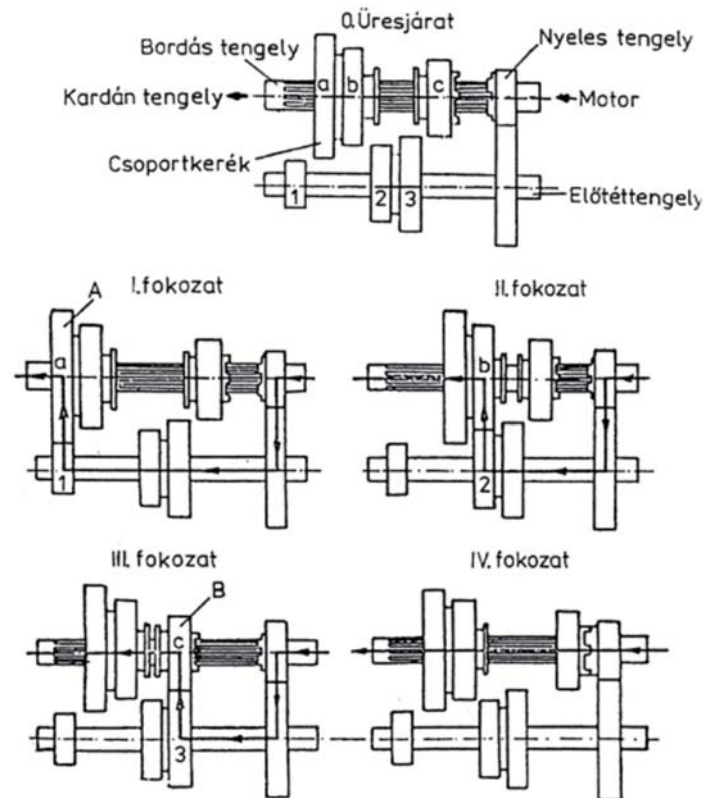 0.Üresjárat
Bordás tengely
Nyeles tengely
a b c
Kardán tengely
Motor
Csoportkerék
1 2 3
Előtéttengely
I.fokozat
II.fokozat
A
a
b
1
2
III.fokozat
IV.fokozat
B
c
3